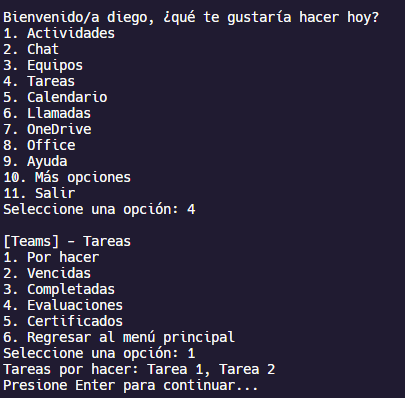 Bienvenido/a diego, ¿qué te gustaría hacer hoy?
1. Actividades
2. Chat
3. Equipos
4. Tareas
5. Calendario
6. Llamadas
7. OneDrive
8. Office
9. Ayuda
10. Más opciones
11. Salir
Seleccione una opción: 4

[Teams] - Tareas
1. Por hacer
2. Vencidas
3. Completadas
4. Evaluaciones
5. Certificados
6. Regresar al menú principal
Seleccione una opción: 1
Tareas por hacer: Tarea 1, Tarea 2
Presione Enter para continuar...